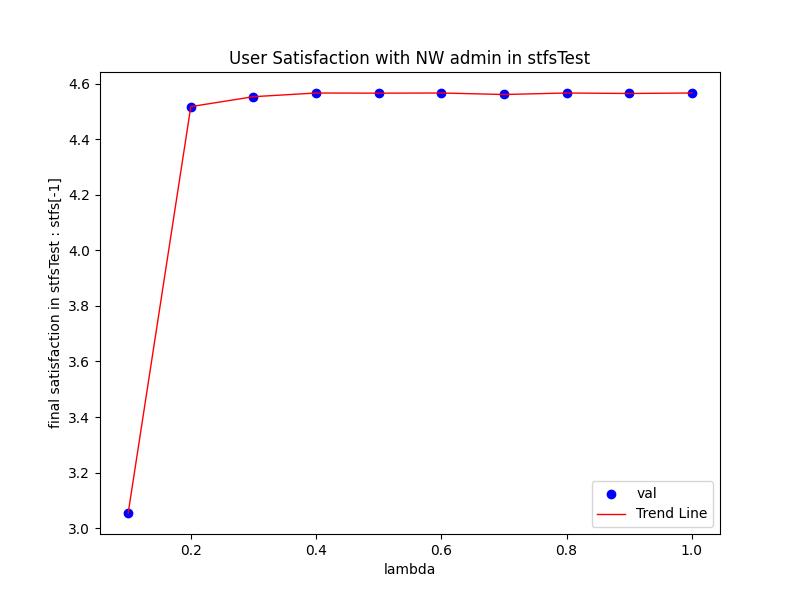 User Satisfaction with NW admin in stfsTest
final satisfaction in stfsTest : stfs[-1]
4.6
4.4
4.2
4.0
3.8
3.6
3.4
3.2
3.0
val
Trend Line
0.2 0.4 0.6 0.8 1.0
lambda